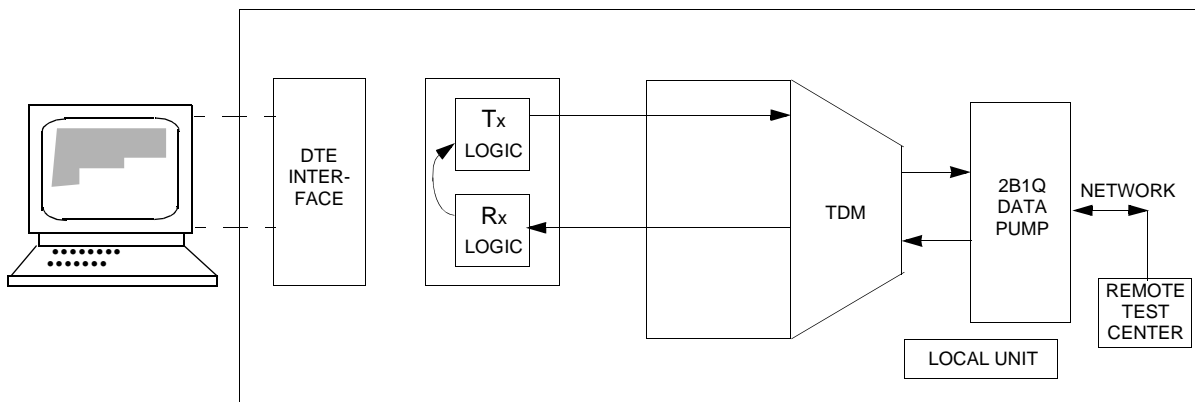 DTE
INTER-
FACE
Tx
LOGIC
Rx
LOGIC
TDM
2B1Q
DATA
PUMP
NETWORK
REMOTE
TEST
CENTER
LOCAL UNIT